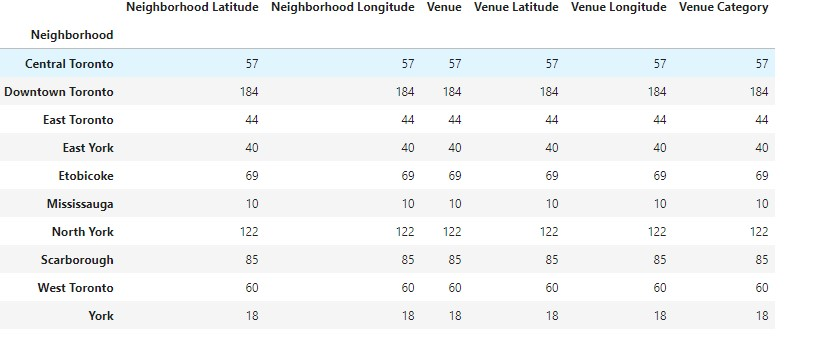 Neighborhood Latitude Neighborhood Longitude Venue Venue Latitude Venue Longitude Venue Category
Neighborhood
Central Toronto 57 57 57 57 57 57
Downtown Toronto 184 184 184 184 184 184
East Toronto 44 44 44 44 44 44
East York 40 40 40 40 40 40
Etobicoke 69 69 69 69 69 69
Mississauga 10 10 10 10 10 10
North York 122 122 122 122 122 122
Scarborough 85 85 85 85 85 85
West Toronto 60 60 60 60 60 60
York 18 18 18 18 18 18